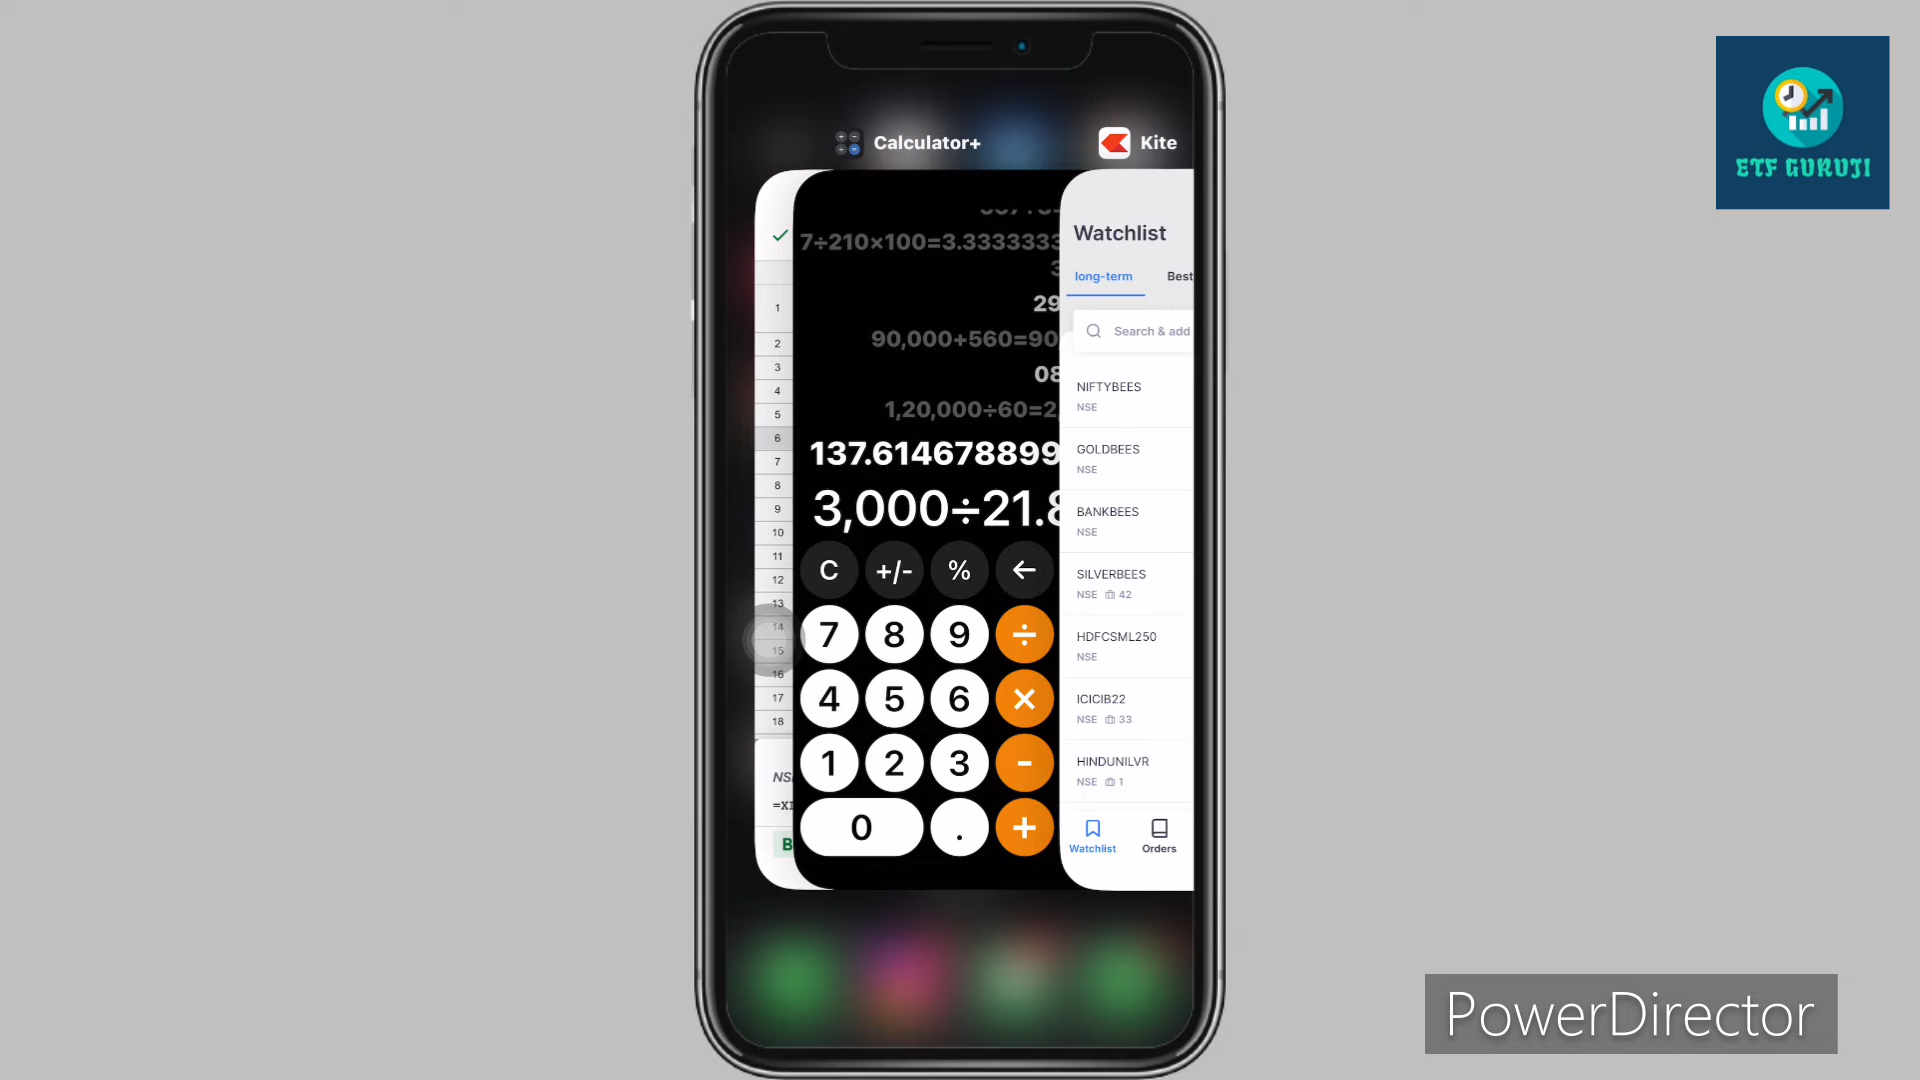 Calculator+
Kite
7÷210×100=3.3333333
3
29
90,000+560=90,
08
1,20,000÷60=2,
137.614678899
3,000÷21.8
C +/- % ←
7 8 9 ÷
4 5 6 ×
1 2 3 -
0 . +
1
2
3
4
5
6
7
8
9
10
11
12
13
14
15
16
17
18
NS
=XI
B
Watchlist
long-term Best
Search & add
NIFTYBEES
NSE
GOLDBEES
NSE
BANKBEES
NSE
SILVERBEES
NSE 42
HDFCSML250
NSE
ICICIB22
NSE 33
HINDUNILVR
NSE 1
Watchlist Orders
ETF GURUJI
PowerDirector